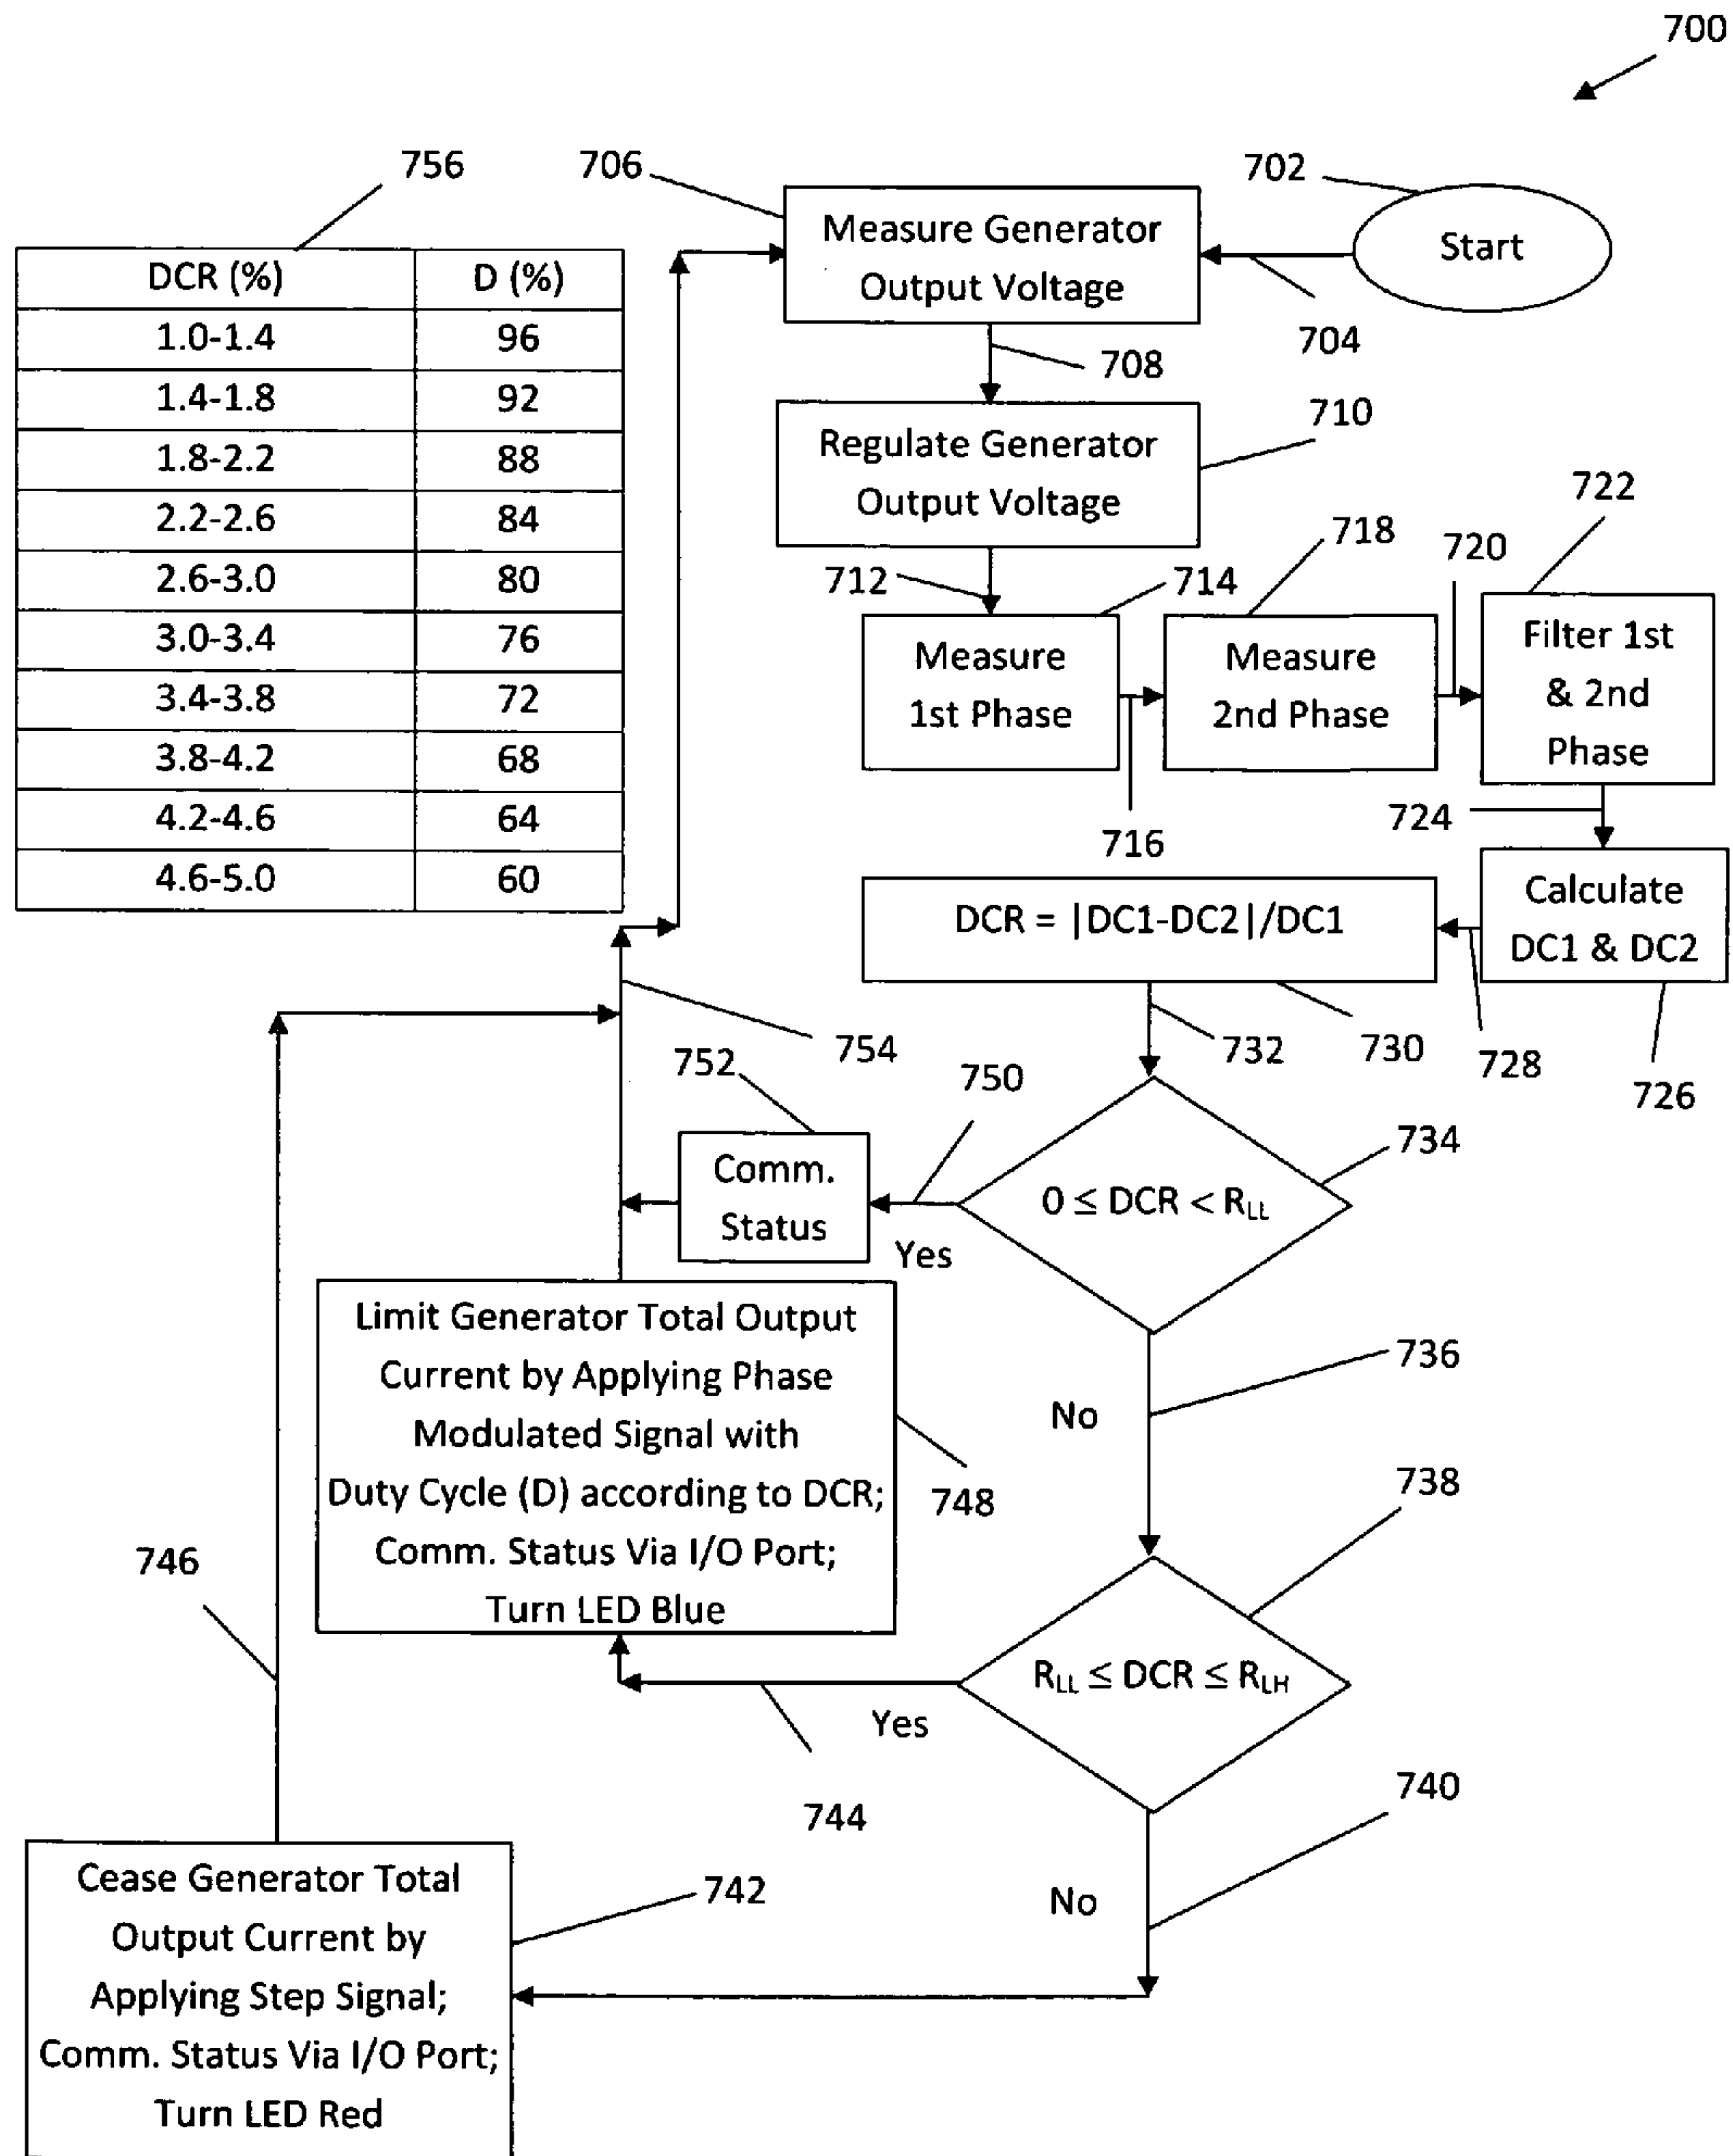 700
756
706
702
DCR (%) D (%)
1.0-1.4 96
1.4-1.8 92
1.8-2.2 88
2.2-2.6 84
2.6-3.0 80
3.0-3.4 76
3.4-3.8 72
3.8-4.2 68
4.2-4.6 64
4.6-5.0 60
Measure Generator
Output Voltage
Start
704
708
Regulate Generator
Output Voltage
710
712
714
718
720
722
Measure
1st Phase
Measure
2nd Phase
Filter 1st
& 2nd
Phase
716
724
DCR = |DC1-DC2|/DC1
Calculate
DC1 & DC2
754
732
730
728
726
752
750
Comm.
Status
Yes
0 ≤ DCR < R_LL
734
Limit Generator Total Output
Current by Applying Phase
Modulated Signal with
Duty Cycle (D) according to DCR;
Comm. Status Via I/O Port;
Turn LED Blue
748
736
No
738
746
R_LL ≤ DCR ≤ R_LH
Yes
744
740
No
Cease Generator Total
Output Current by
Applying Step Signal;
Comm. Status Via I/O Port;
Turn LED Red
742